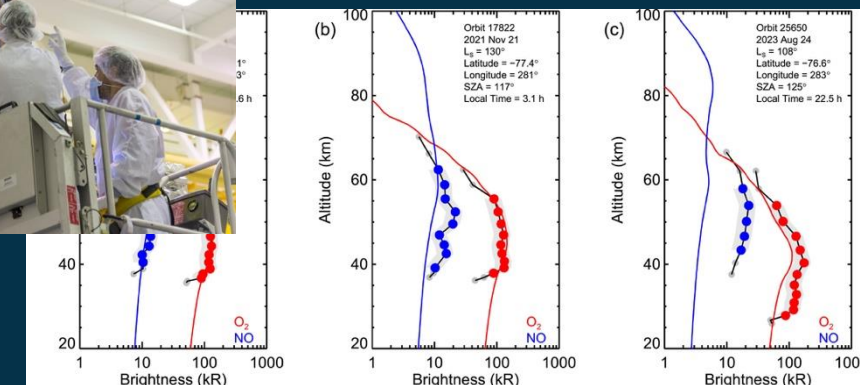 (b)
(c)
100
80
60
40
20
Altitude (km)
Orbit 17822
2021 Nov 21
Ls = 130°
Latitude = −77.4°
Longitude = 281°
SZA = 117°
Local Time = 3.1 h
100
80
60
40
20
Altitude (km)
Orbit 25650
2023 Aug 24
Ls = 108°
Latitude = −76.6°
Longitude = 283°
SZA = 125°
Local Time = 22.5 h
1°
3°
.6 h
40
20
O2
NO
O2
NO
O2
NO
1
10
100
1000
1
10
100
1000
1
10
100
Brightness (kR)
Brightness (kR)
Brightness (kR)